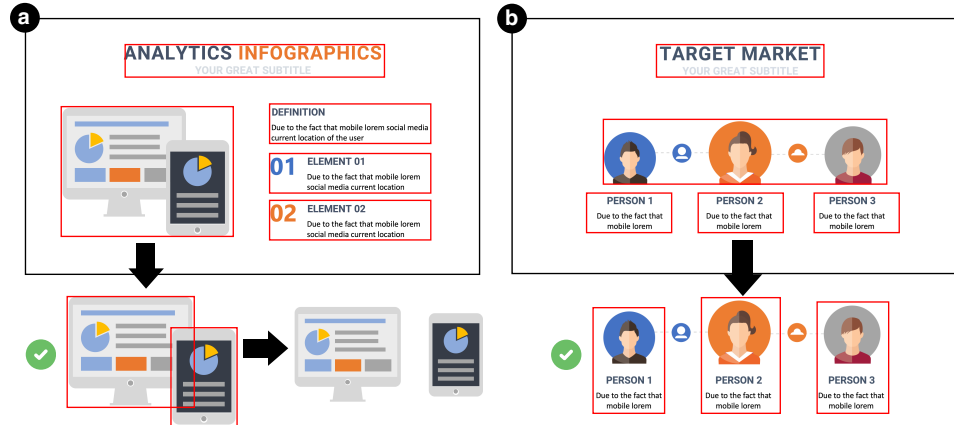 a
ANALYTICS INFOGRAPHICS
YOUR GREAT SUBTITLE
DEFINITION
Due to the fact that mobile lorem social media
current location of the user
01 ELEMENT 01
Due to the fact that mobile lorem
social media current location
02 ELEMENT 02
Due to the fact that mobile lorem
social media current location
b
TARGET MARKET
YOUR GREAT SUBTITLE
PERSON 1
Due to the fact that
mobile lorem
PERSON 2
Due to the fact that
mobile lorem
PERSON 3
Due to the fact that
mobile lorem
PERSON 1
Due to the fact that
mobile lorem
PERSON 2
Due to the fact that
mobile lorem
PERSON 3
Due to the fact that
mobile lorem